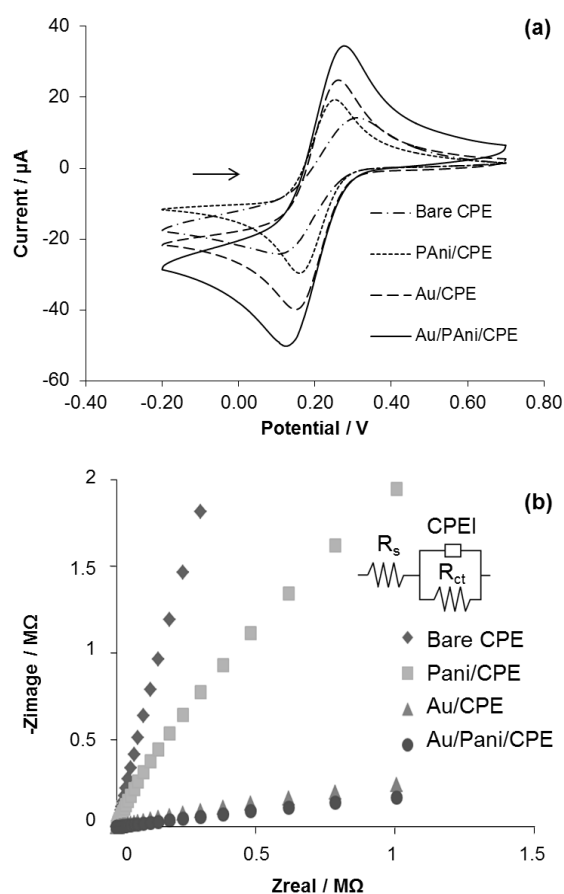 (a)
40
20
0
-20
-40
-60
Current / µA
Bare CPE
PAni/CPE
Au/CPE
Au/PAni/CPE
-0.40 -0.20 0.00 0.20 0.40 0.60 0.80
Potential / V
(b)
2
1.5
1
0.5
0
-Zimage / MΩ
CPEI
Rs
Rct
Bare CPE
Pani/CPE
Au/CPE
Au/Pani/CPE
0 0.5 1 1.5
Zreal / MΩ